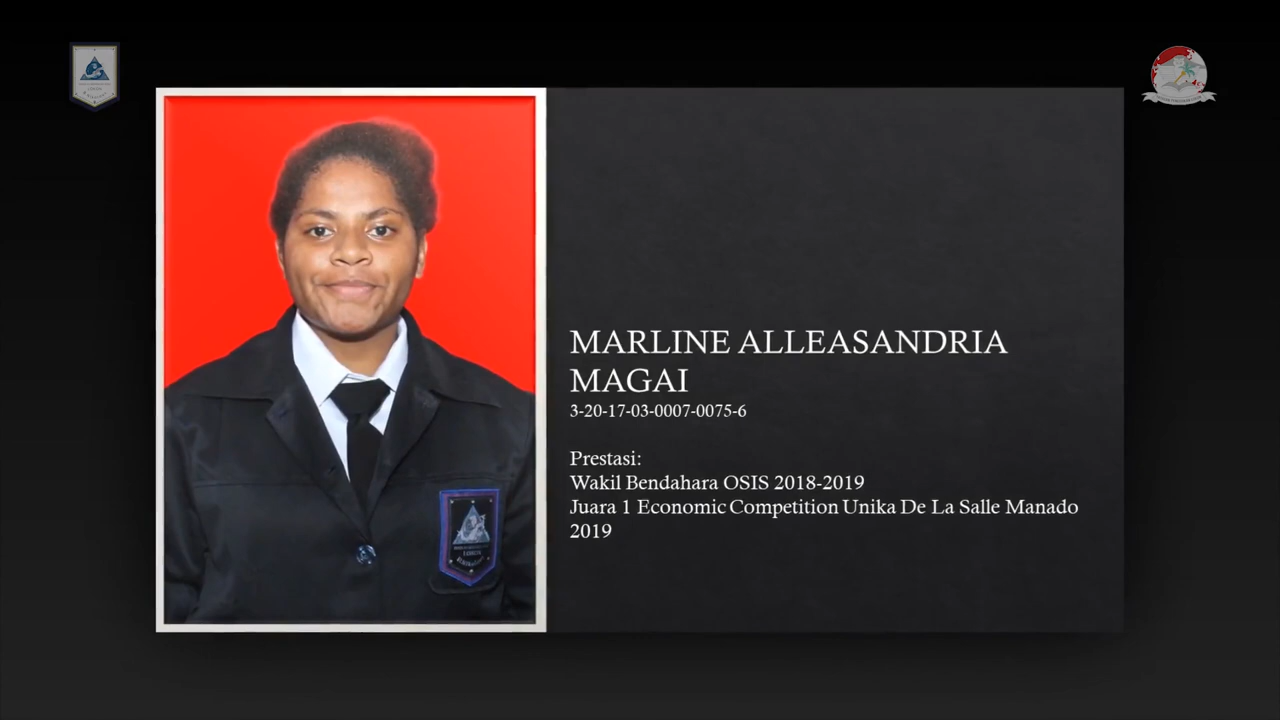 MARLINE ALLEASANDRIA
MAGAI
3-20-17-03-0007-0075-6
Prestasi:
Wakil Bendahara OSIS 2018-2019
Juara 1 Economic Competition Unika De La Salle Manado
2019